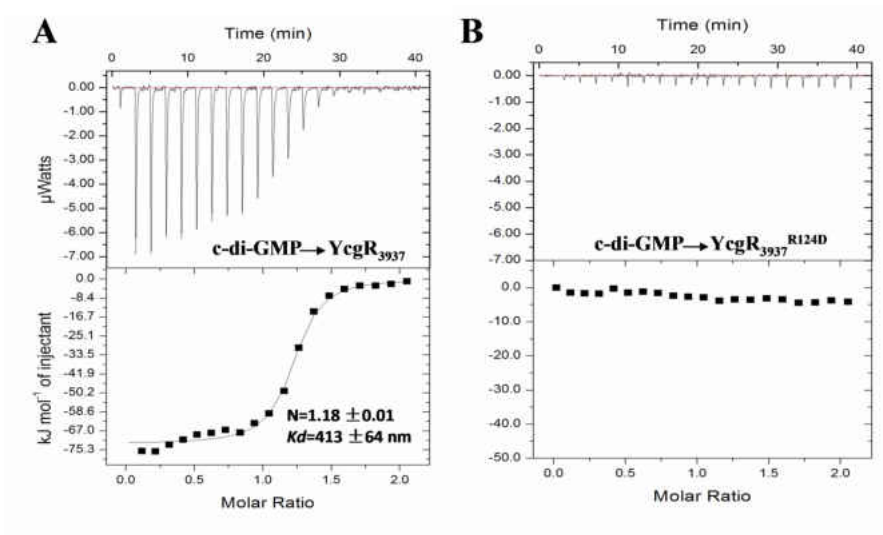 A
Time (min)
0 10 20 30 40
0.00
-1.00
-2.00
-3.00
-4.00
-5.00
-6.00
-7.00
µWatts
c-di-GMP→YcgR3937
0.0
-8.4
-16.7
-25.1
-33.5
-41.9
-50.2
-58.6
-67.0
-75.3
kJ mol-1 of injectant
N=1.18 ±0.01
Kd=413 ±64 nm
0.0 0.5 1.0 1.5 2.0
Molar Ratio
B
Time (min)
0 10 20 30 40
0.00
-1.00
-2.00
-3.00
-4.00
-5.00
-6.00
-7.00
c-di-GMP→YcgR3937R124D
0.0
-10.0
-20.0
-30.0
-40.0
-50.0
0.0 0.5 1.0 1.5 2.0
Molar Ratio